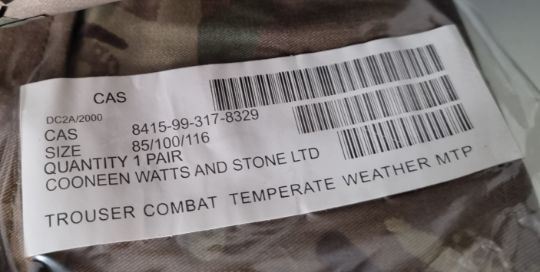 CAS
DC2A/2000
CAS 8415-99-317-8329
SIZE 85/100/116
QUANTITY 1 PAIR
COONEEN WATTS AND STONE LTD
TROUSER COMBAT TEMPERATE WEATHER MTP